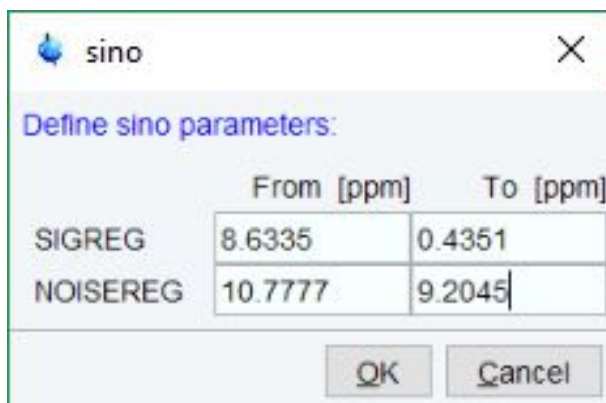 sino
Define sino parameters:
From [ppm] To [ppm]
SIGREG 8.6335 0.4351
NOISEREG 10.7777 9.2045
OK Cancel